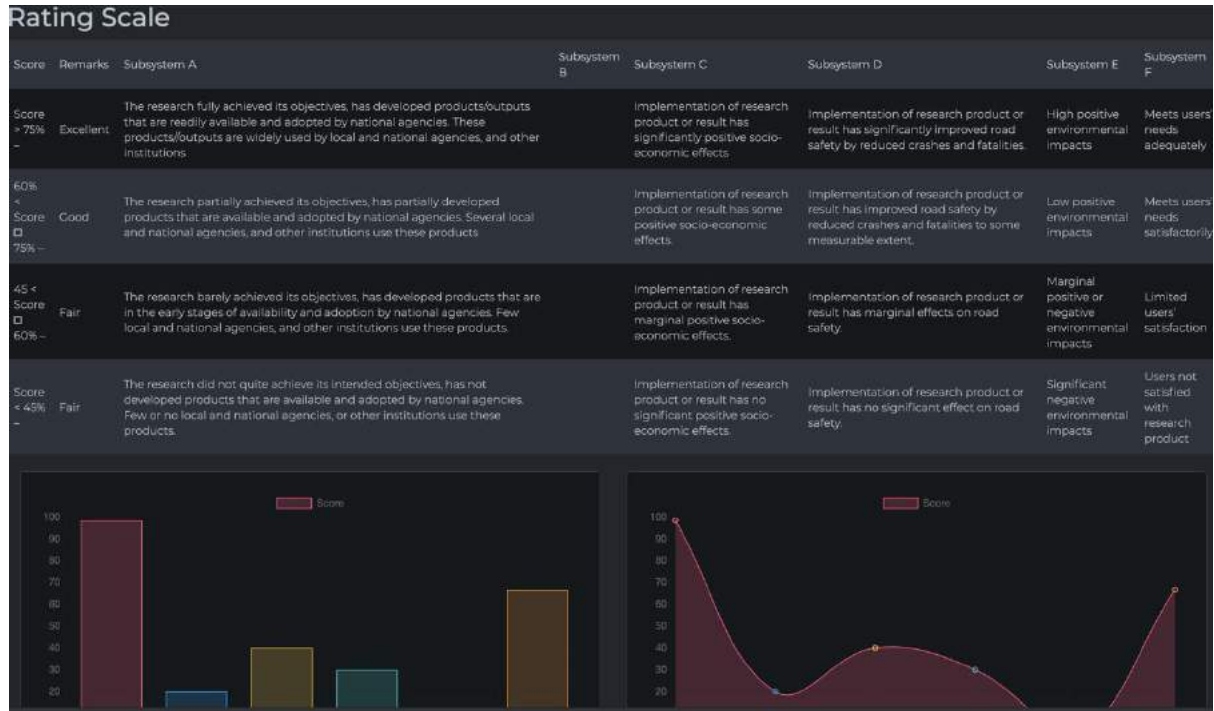 Rating Scale
Score Remarks Subsystem A Subsystem B Subsystem C Subsystem D Subsystem E Subsystem F
Score
> 75%
–
Excellent
The research fully achieved its objectives, has developed products/outputs
that are readily available and adopted by national agencies. These
products/outputs are widely used by local and national agencies, and other
institutions
Implementation of research
product or result has
significantly positive socio-
economic effects
Implementation of research product or
result has significantly improved road
safety by reduced crashes and fatalities.
High positive
environmental
impacts
Meets users'
needs
adequately
60%
<
Score
□
75% –
Good
The research partially achieved its objectives, has partially developed
products that are available and adopted by national agencies. Several local
and national agencies, and other institutions use these products
Implementation of research
product or result has some
positive socio-economic
effects.
Implementation of research product or
result has improved road safety by
reduced crashes and fatalities to some
measurable extent.
Low positive
environmental
impacts
Meets users'
needs
satisfactorily
45 <
Score
□
60% –
Fair
The research barely achieved its objectives, has developed products that are
in the early stages of availability and adoption by national agencies. Few
local and national agencies, and other institutions use these products.
Implementation of research
product or result has
marginal positive socio-
economic effects.
Implementation of research product or
result has marginal effects on road
safety.
Marginal
positive or
negative
environmental
impacts
Limited
users'
satisfaction
Score
< 45%
–
Fair
The research did not quite achieve its intended objectives, has not
developed products that are available and adopted by national agencies.
Few or no local and national agencies, or other institutions use these
products.
Implementation of research
product or result has no
significant positive socio-
economic effects.
Implementation of research product or
result has no significant effect on road
safety.
Significant
negative
environmental
impacts
Users not
satisfied
with
research
product
Score
100
90
80
70
60
50
40
30
20
Score
100
90
80
70
60
50
40
30
20